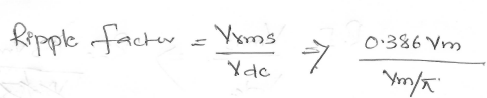 Ripple factor = Vrms / Vdc ⇒ 0.386 Vm / Vm/π